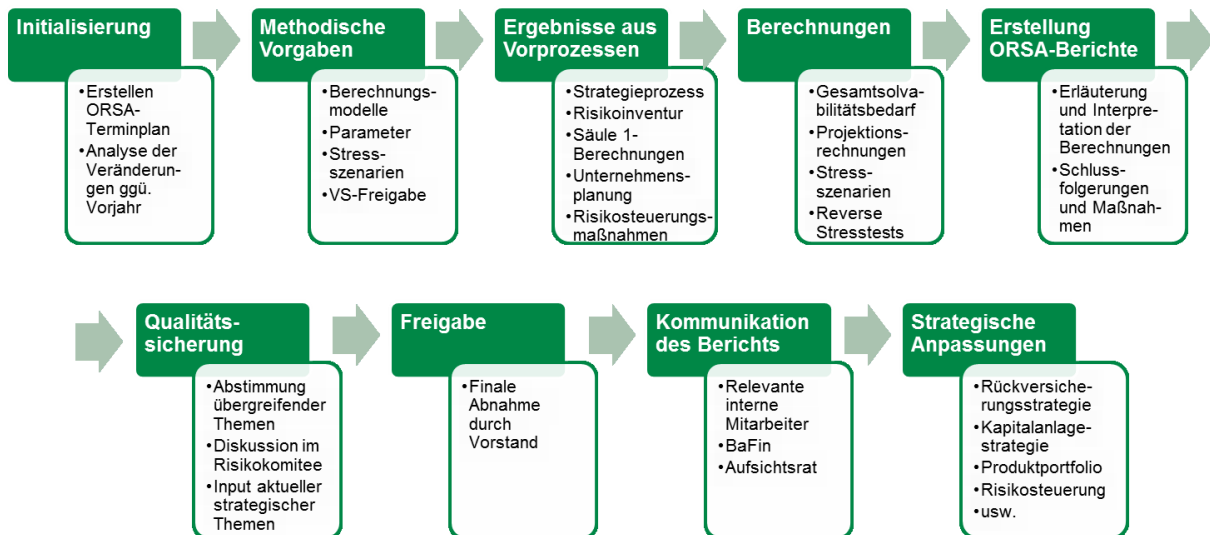 Initialisierung
•Erstellen
ORSA-
Terminplan
•Analyse der
Veränderun-
gen ggü.
Vorjahr
Methodische
Vorgaben
•Berechnungs-
modelle
•Parameter
•Stress-
szenarien
•VS-Freigabe
Ergebnisse aus
Vorprozessen
•Strategieprozess
•Risikoinventur
•Säule 1-
Berechnungen
•Unternehmens-
planung
•Risikosteuerungs-
maßnahmen
Berechnungen
•Gesamtsolva-
bilitätsbedarf
•Projektions-
rechnungen
•Stress-
szenarien
•Reverse
Stresstests
Erstellung
ORSA-Berichte
•Erläuterung
und Interpre-
tation der
Berechnungen
•Schluss-
folgerungen
und Maßnah-
men
Qualitäts-
sicherung
•Abstimmung
übergreifender
Themen
•Diskussion im
Risikokomitee
•Input aktueller
strategischer
Themen
Freigabe
•Finale
Abnahme
durch
Vorstand
Kommunikation
des Berichts
•Relevante
interne
Mitarbeiter
•BaFin
•Aufsichtsrat
Strategische
Anpassungen
•Rückversiche-
rungsstrategie
•Kapitalanlage-
strategie
•Produktportfolio
•Risikosteuerung
•usw.